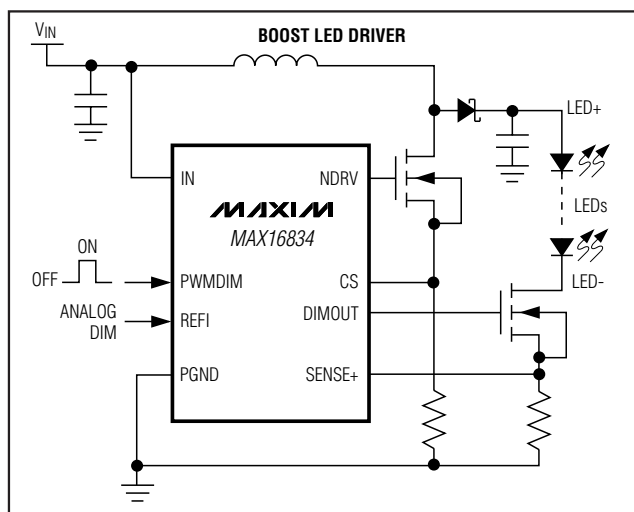 VIN
BOOST LED DRIVER
LED+
IN
NDRV
MAXIM
MAX16834
LEDs
ON
OFF
PWMDIM
CS
LED-
ANALOG
DIM
REFI
DIMOUT
PGND
SENSE+